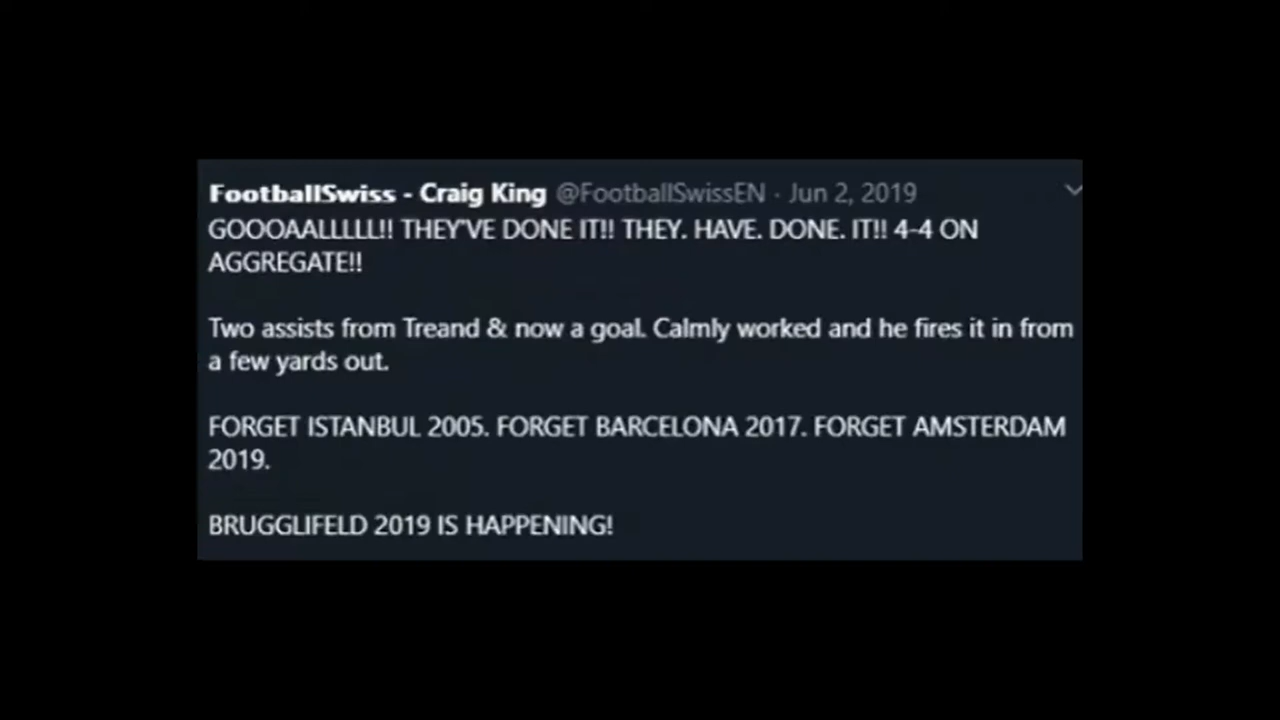 FootballSwiss - Craig King @FootballSwissEN · Jun 2, 2019
GOOOAALLLLL!! THEY'VE DONE IT!! THEY. HAVE. DONE. IT!! 4-4 ON
AGGREGATE!!
Two assists from Treand & now a goal. Calmly worked and he fires it in from
a few yards out.
FORGET ISTANBUL 2005. FORGET BARCELONA 2017. FORGET AMSTERDAM
2019.
BRUGGLIFELD 2019 IS HAPPENING!